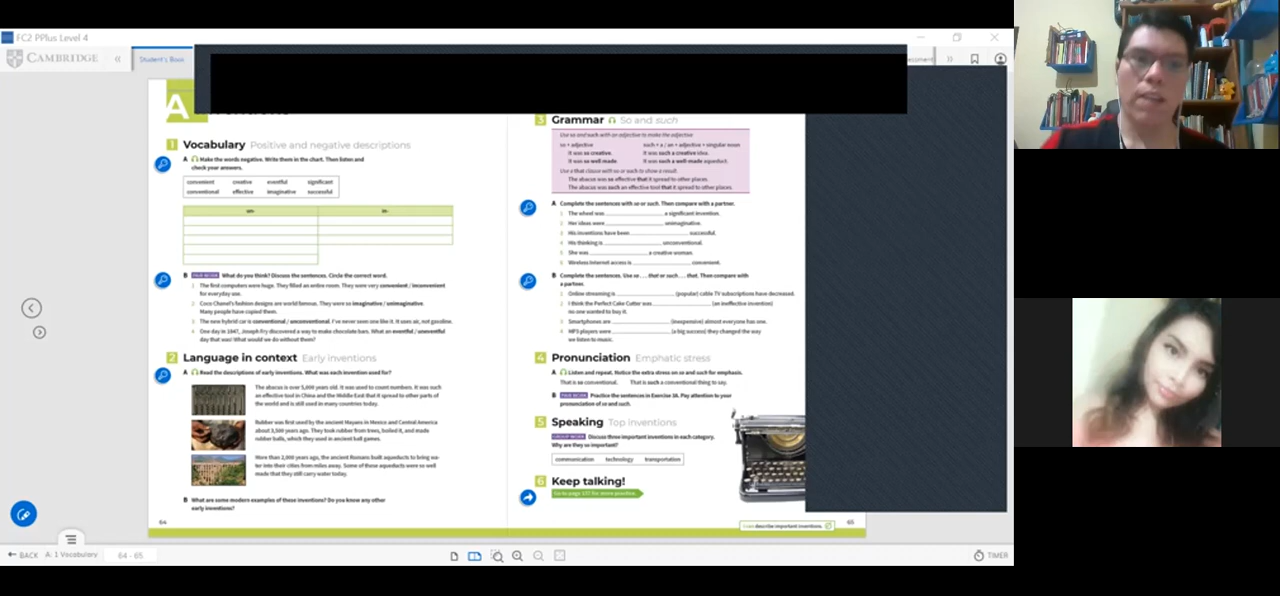 FC2 PPlus Level 4
CAMBRIDGE
Student's Book
A
1 Vocabulary Positive and negative descriptions
A Make the words negative. Write them in the chart. Then listen and
check your answers.
convenient creative eventful significant
conventional effective imaginative successful
un- in-
B PAIR WORK What do you think? Discuss the sentences. Circle the correct word.
1 The first computers were huge. They filled an entire room. They were very convenient / inconvenient
for everyday use.
2 Coco Chanel's fashion designs are world famous. They were so imaginative / unimaginative.
Many people have copied them.
3 The new hybrid car is conventional / unconventional. I've never seen one like it. It uses air, not gasoline.
4 One day in 1847, Joseph Fry discovered a way to make chocolate bars. What an eventful / uneventful
day that was! What would we do without them?
2 Language in context Early inventions
A Read the descriptions of early inventions. What was each invention used for?
The abacus is over 5,000 years old. It was used to count numbers. It was such
an effective tool in China and the Middle East that it spread to other parts of
the world and is still used in many countries today.
Rubber was first used by the ancient Mayans in Mexico and Central America
about 3,500 years ago. They took rubber from trees, boiled it, and made
rubber balls, which they used in ancient ball games.
More than 2,000 years ago, the ancient Romans built aqueducts to bring wa-
ter into their cities from miles away. Some of these aqueducts were so well
made that they still carry water today.
B What are some modern examples of these inventions? Do you know any other
early inventions?
64
3 Grammar So and such
Use so and such with an adjective to make the adjective
so + adjective such + a / an + adjective + singular noun
It was so creative. It was such a creative idea.
It was so well made. It was such a well-made aqueduct.
Use a that clause with so or such to show a result.
The abacus was so effective that it spread to other places.
The abacus was such an effective tool that it spread to other places.
A Complete the sentences with so or such. Then compare with a partner.
1 The wheel was a significant invention.
2 Her ideas were unimaginative.
3 His inventions have been successful.
4 His thinking is unconventional.
5 She was a creative woman.
6 Wireless Internet access is convenient.
B Complete the sentences. Use so … that or such … that. Then compare with
a partner.
1 Online streaming is (popular) cable TV subscriptions have decreased.
2 I think the Perfect Cake Cutter was (an ineffective invention)
no one wanted to buy it.
3 Smartphones are (inexpensive) almost everyone has one.
4 MP3 players were (a big success) they changed the way
we listen to music.
4 Pronunciation Emphatic stress
A Listen and repeat. Notice the extra stress on so and such for emphasis.
That is so conventional. That is such a conventional thing to say.
B PAIR WORK Practice the sentences in Exercise 3A. Pay attention to your
pronunciation of so and such.
5 Speaking Top inventions
GROUP WORK Discuss three important inventions in each category.
Why are they so important?
communication technology transportation
6 Keep talking!
Go to page 137 for more practice.
I can describe important inventions.
65
BACK A: 1 Vocabulary 64 - 65
TIMER